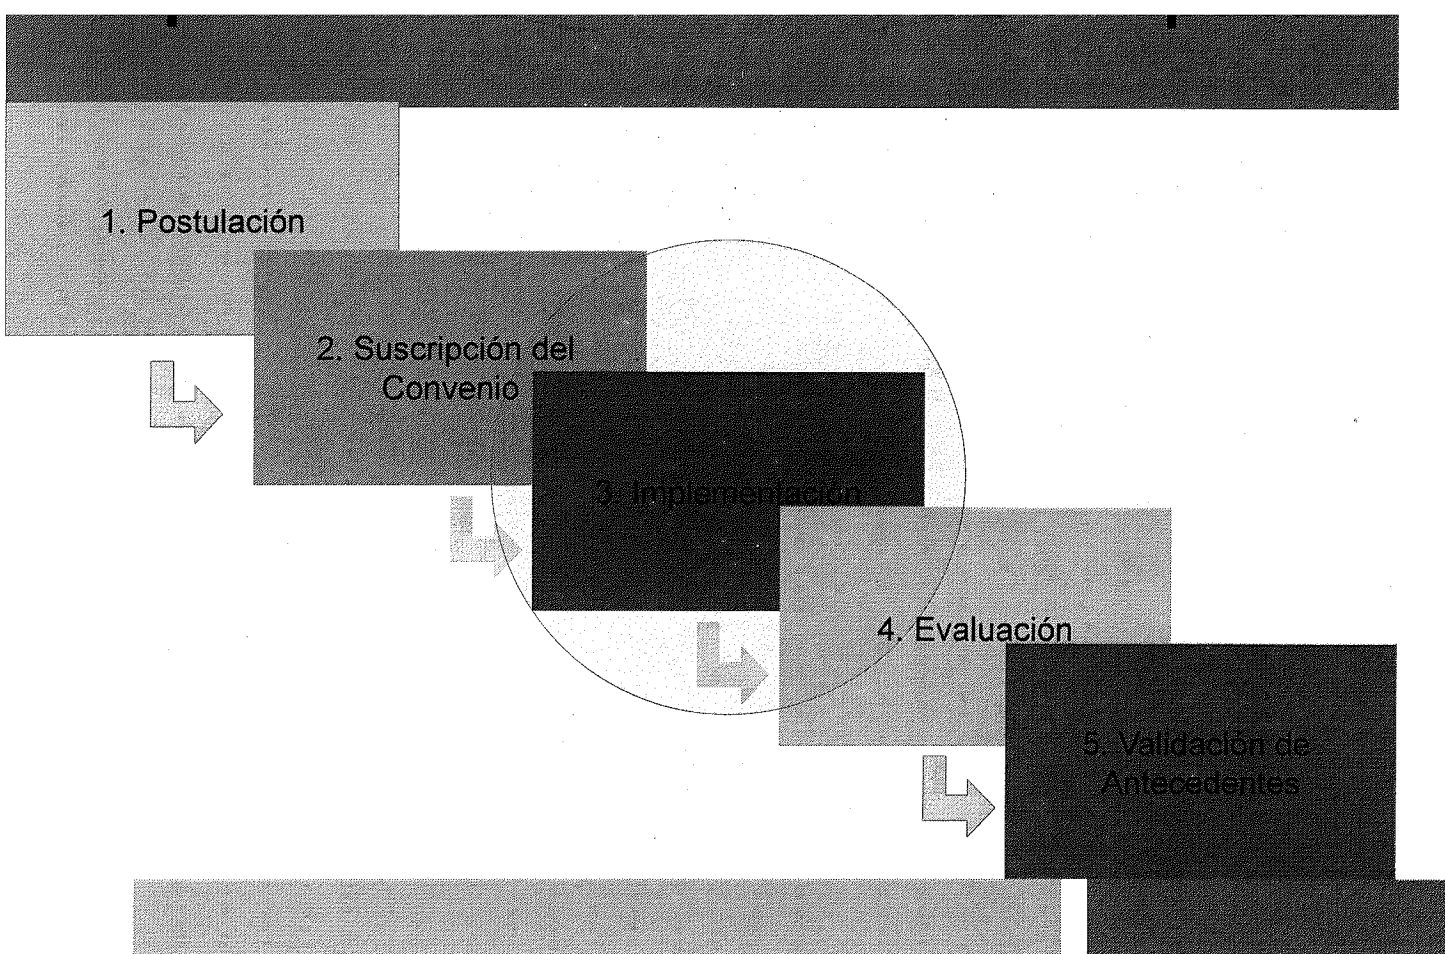 1. Postulación
2. Suscripción del
Convenio
3. Implementación
4. Evaluación
5. Validación de
Antecedentes